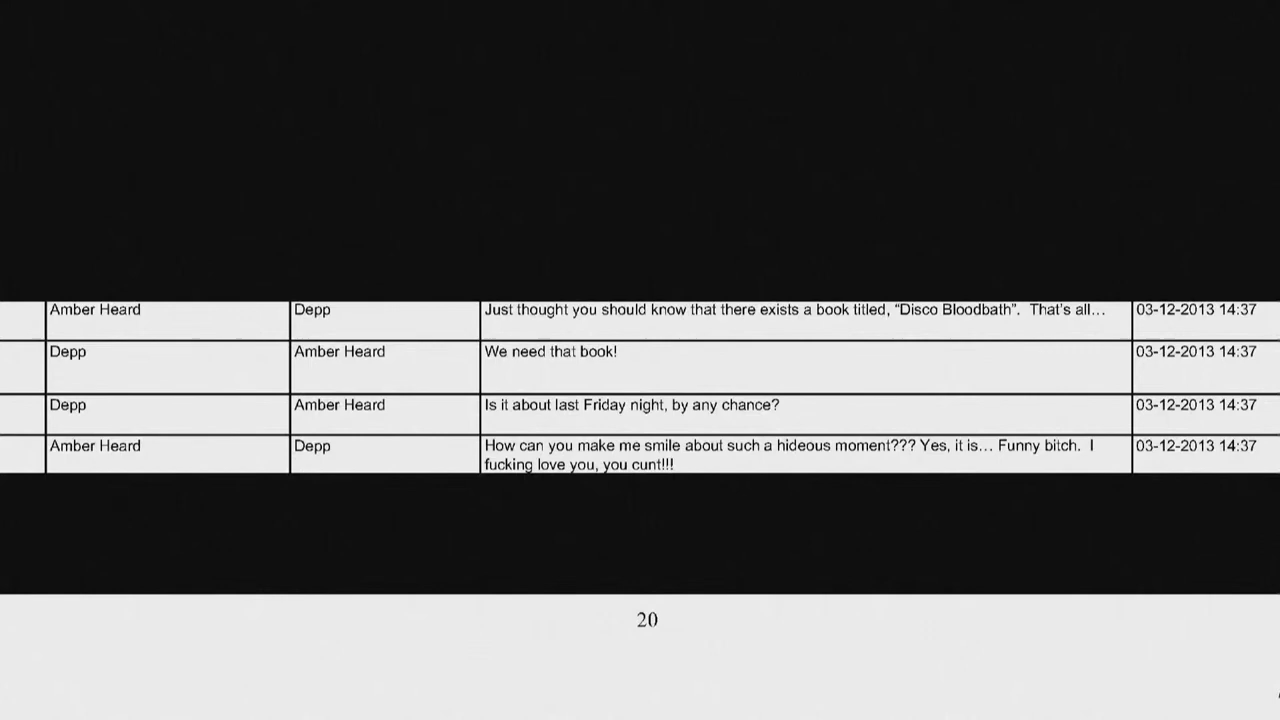 Amber Heard Depp Just thought you should know that there exists a book titled, “Disco Bloodbath”. That’s all… 03-12-2013 14:37
Depp Amber Heard We need that book! 03-12-2013 14:37
Depp Amber Heard Is it about last Friday night, by any chance? 03-12-2013 14:37
Amber Heard Depp How can you make me smile about such a hideous moment??? Yes, it is… Funny bitch. I 03-12-2013 14:37
fucking love you, you cunt!!!
20